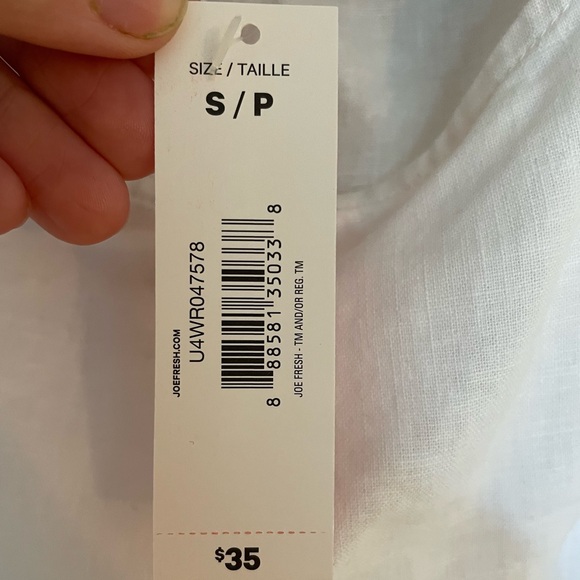 SIZE / TAILLE
S / P
JOEFRESH.COM
U4WR047578
8 88581 35033 8
JOE FRESH - TM AND/OR REG. TM
$35